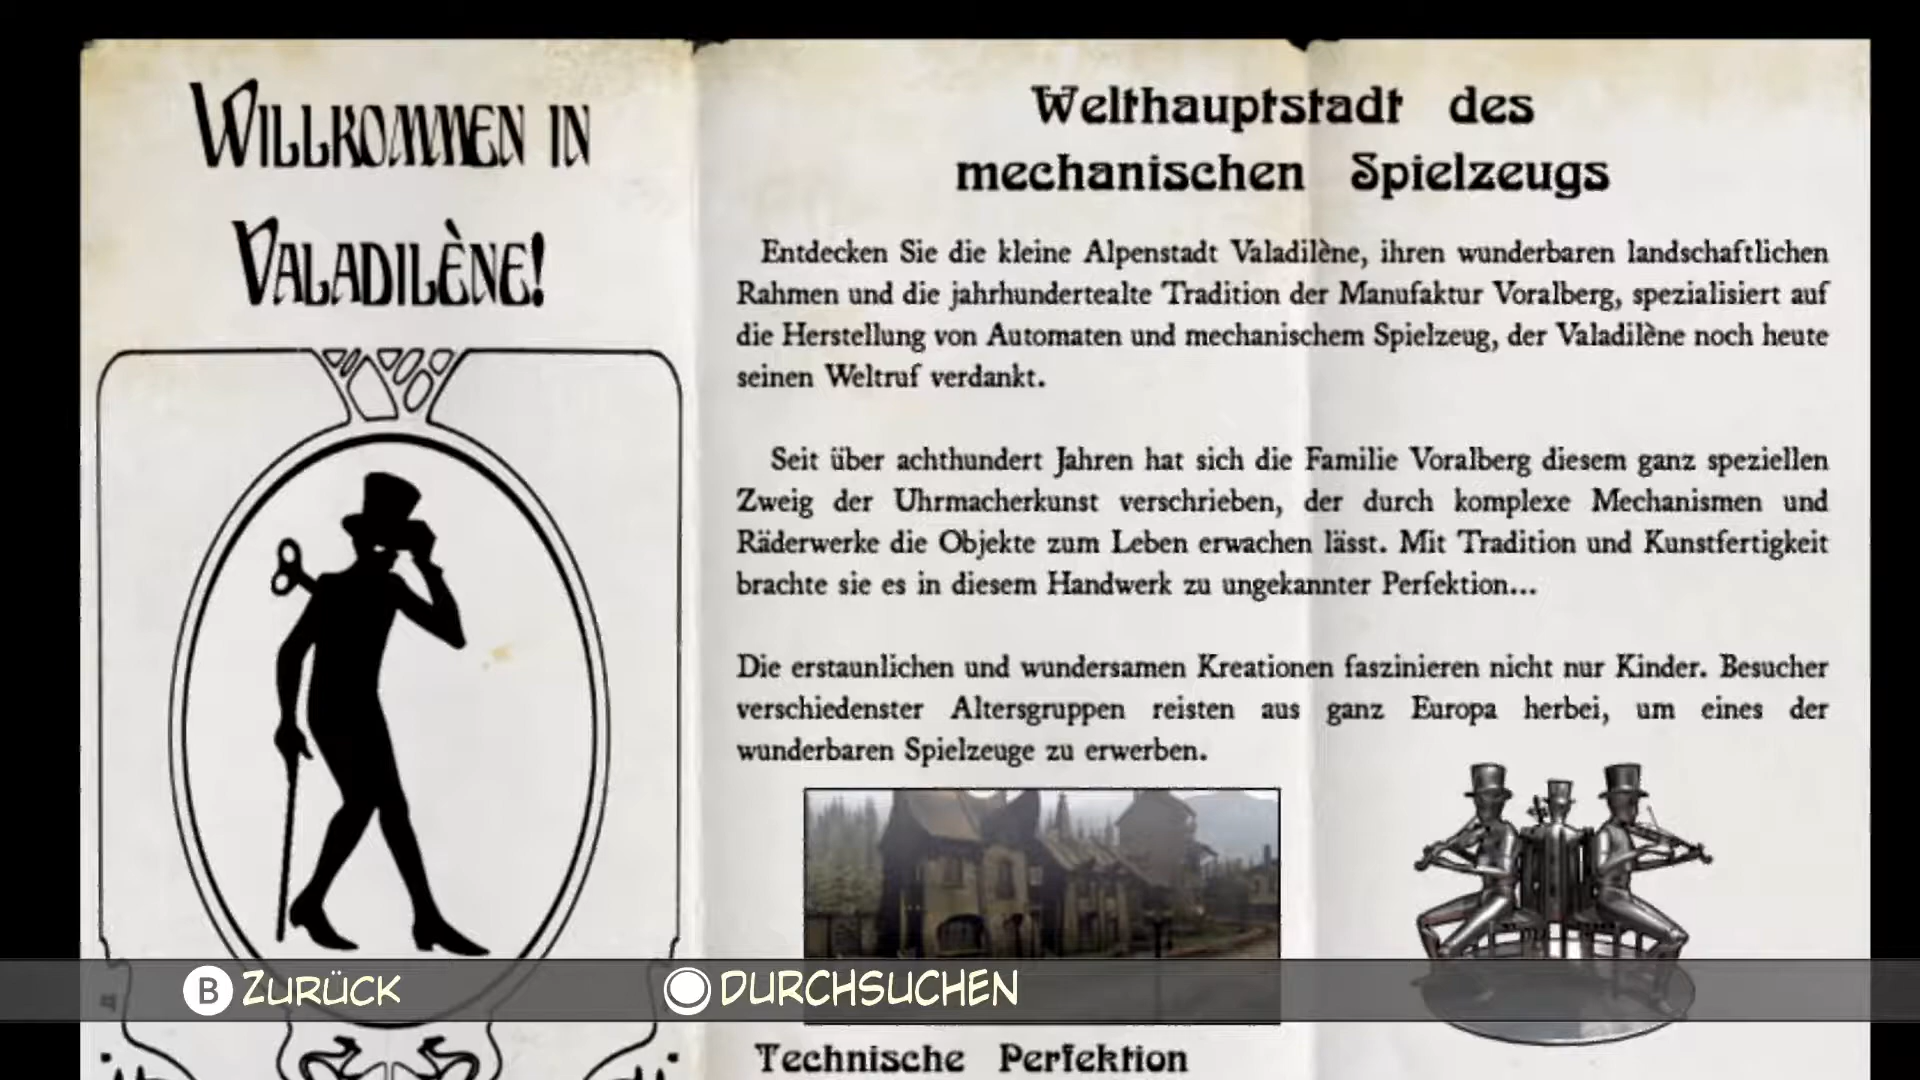 Willkommen in
Valadilène!
Welthauptstadt des
mechanischen Spielzeugs
Entdecken Sie die kleine Alpenstadt Valadilène, ihren wunderbaren landschaftlichen
Rahmen und die jahrhundertealte Tradition der Manufaktur Voralberg, spezialisiert auf
die Herstellung von Automaten und mechanischem Spielzeug, der Valadilène noch heute
seinen Weltruf verdankt.
Seit über achthundert Jahren hat sich die Familie Voralberg diesem ganz speziellen
Zweig der Uhrmacherkunst verschrieben, der durch komplexe Mechanismen und
Räderwerke die Objekte zum Leben erwachen lässt. Mit Tradition und Kunstfertigkeit
brachte sie es in diesem Handwerk zu ungekannter Perfektion...
Die erstaunlichen und wundersamen Kreationen faszinieren nicht nur Kinder. Besucher
verschiedenster Altersgruppen reisten aus ganz Europa herbei, um eines der
wunderbaren Spielzeuge zu erwerben.
Technische Perfektion
B Zurück
Durchsuchen